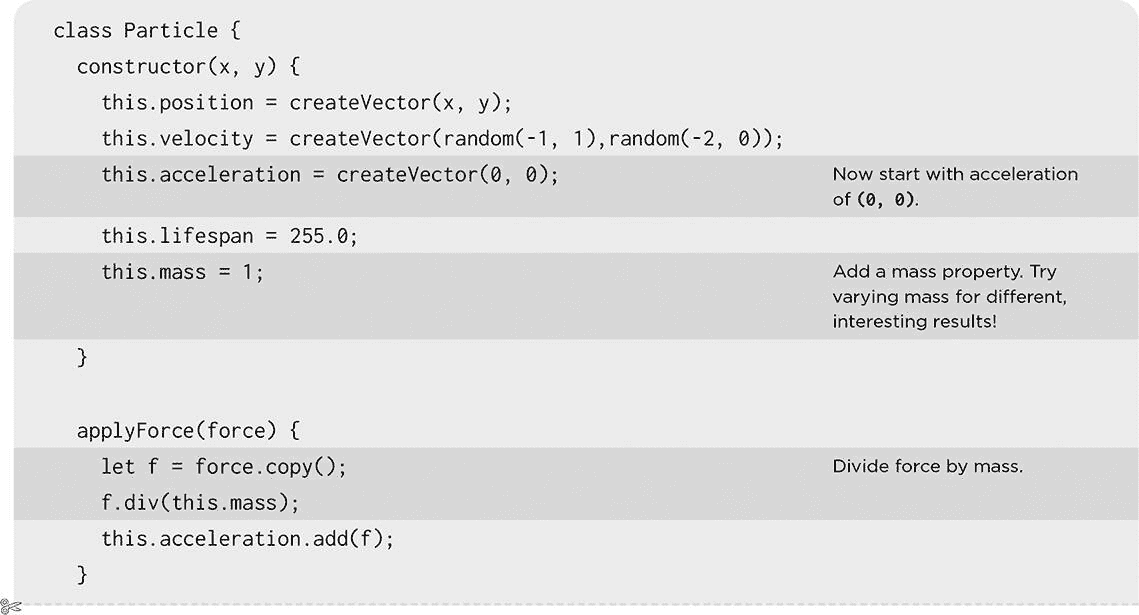 class Particle {
constructor(x, y) {
this.position = createVector(x, y);
this.velocity = createVector(random(-1, 1),random(-2, 0));
this.acceleration = createVector(0, 0);
Now start with acceleration
of (0, 0).
this.lifespan = 255.0;
this.mass = 1;
Add a mass property. Try
varying mass for different,
interesting results!
}
applyForce(force) {
let f = force.copy();
Divide force by mass.
f.div(this.mass);
this.acceleration.add(f);
}